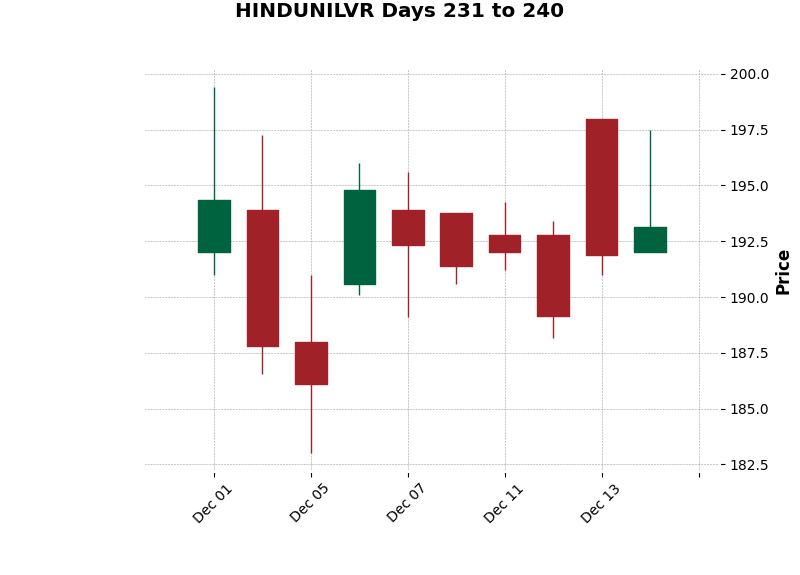 HINDUNILVR Days 231 to 240
200.0
197.5
195.0
192.5
190.0
187.5
185.0
182.5
Price
Dec 01
Dec 05
Dec 07
Dec 11
Dec 13